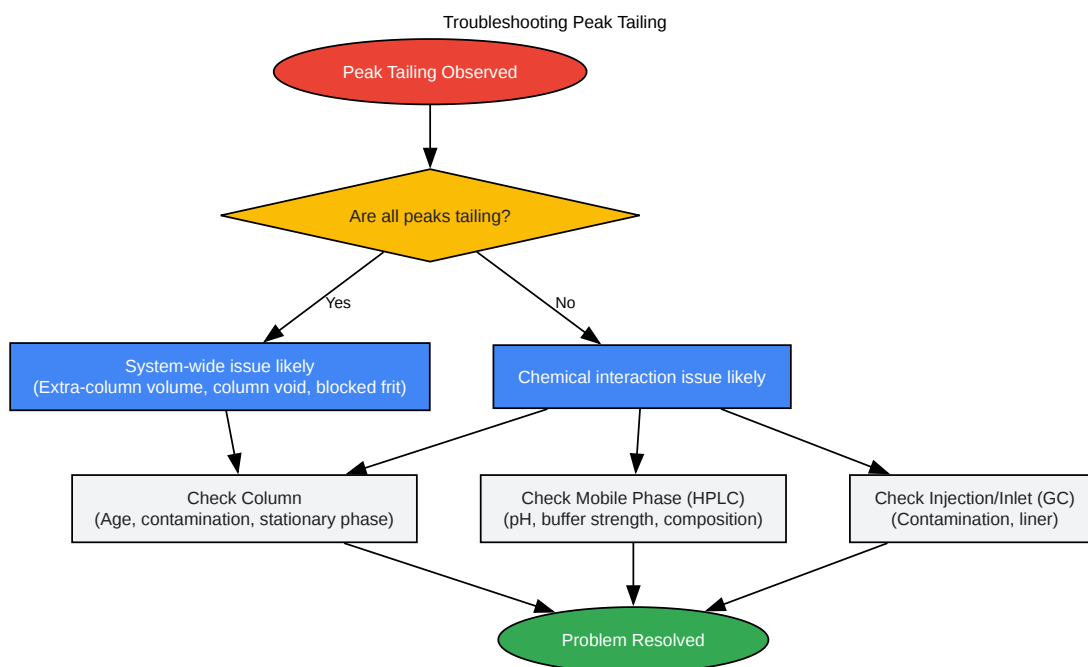 Troubleshooting Peak Tailing
Peak Tailing Observed
Are all peaks tailing?
Yes
No
System-wide issue likely
(Extra-column volume, column void, blocked frit)
Chemical interaction issue likely
Check Column
(Age, contamination, stationary phase)
Check Mobile Phase (HPLC)
(pH, buffer strength, composition)
Check Injection/Inlet (GC)
(Contamination, liner)
Problem Resolved